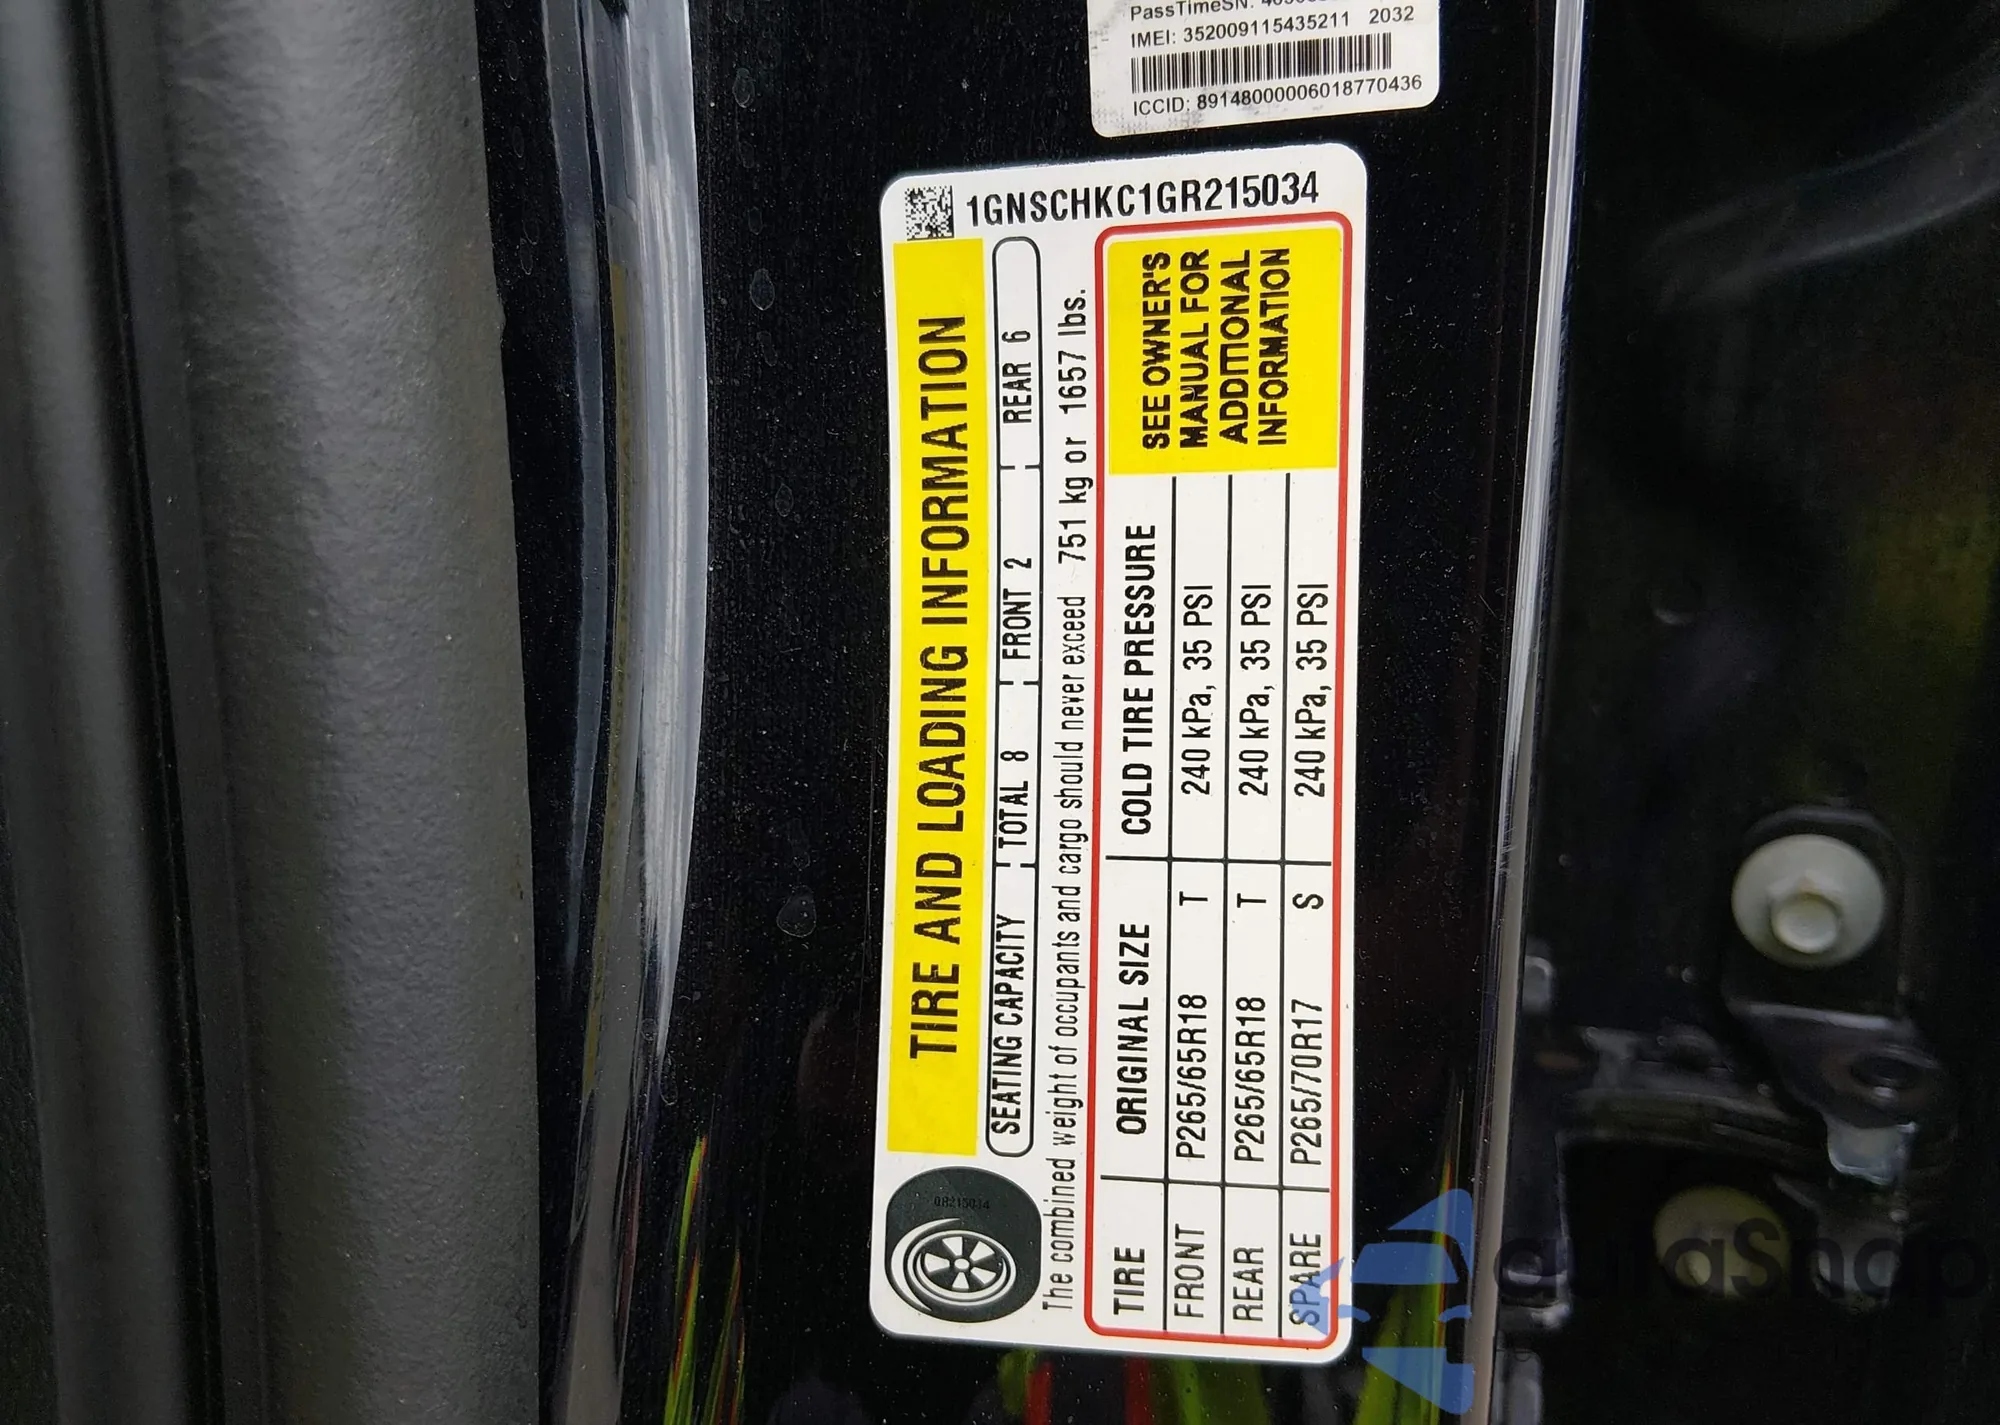 PassTimeSN:
IMEI: 352009115435211 2032
ICCID: 89148000006018770436
1GNSCHKC1GR215034
TIRE AND LOADING INFORMATION
SEATING CAPACITY TOTAL 8 FRONT 2 REAR 6
The combined weight of occupants and cargo should never exceed 751 kg or 1657 lbs.
TIRE ORIGINAL SIZE COLD TIRE PRESSURE
FRONT P265/65R18 T 240 kPa, 35 PSI
REAR P265/65R18 T 240 kPa, 35 PSI
SPARE P265/70R17 S 240 kPa, 35 PSI
SEE OWNER'S
MANUAL FOR
ADDITIONAL
INFORMATION
GR215034